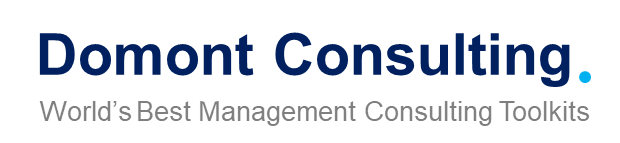 Domont Consulting.
World's Best Management Consulting Toolkits